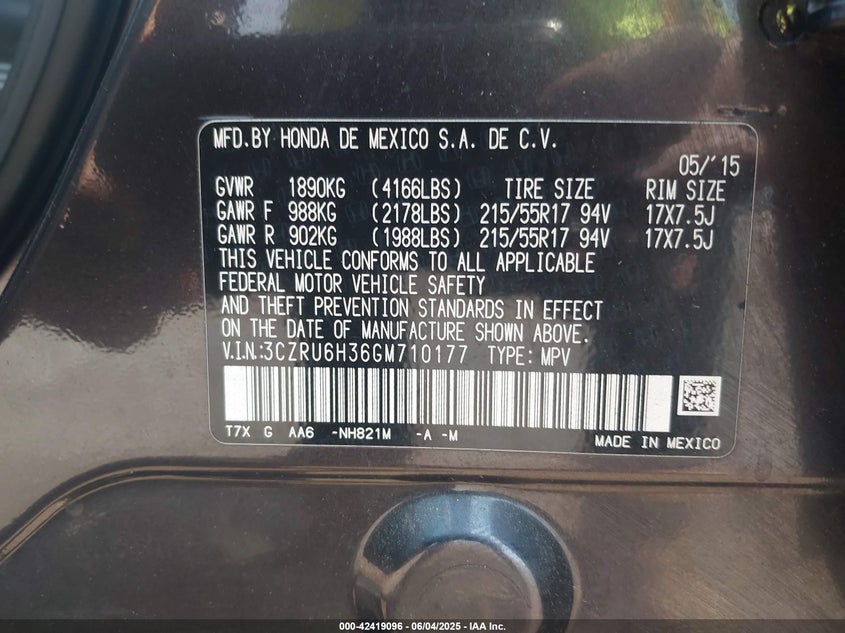 MFD.BY HONDA DE MEXICO S.A. DE C.V.
05/'15
GVWR 1890KG (4166LBS) TIRE SIZE RIM SIZE
GAWR F 988KG (2178LBS) 215/55R17 94V 17X7.5J
GAWR R 902KG (1988LBS) 215/55R17 94V 17X7.5J
THIS VEHICLE CONFORMS TO ALL APPLICABLE
FEDERAL MOTOR VEHICLE SAFETY
AND THEFT PREVENTION STANDARDS IN EFFECT
ON THE DATE OF MANUFACTURE SHOWN ABOVE.
V.I.N.:3CZRU6H36GM710177 TYPE: MPV
T7X G AA6 -NH821M -A -M
MADE IN MEXICO
000-42419096 - 06/04/2025 - IAA Inc.